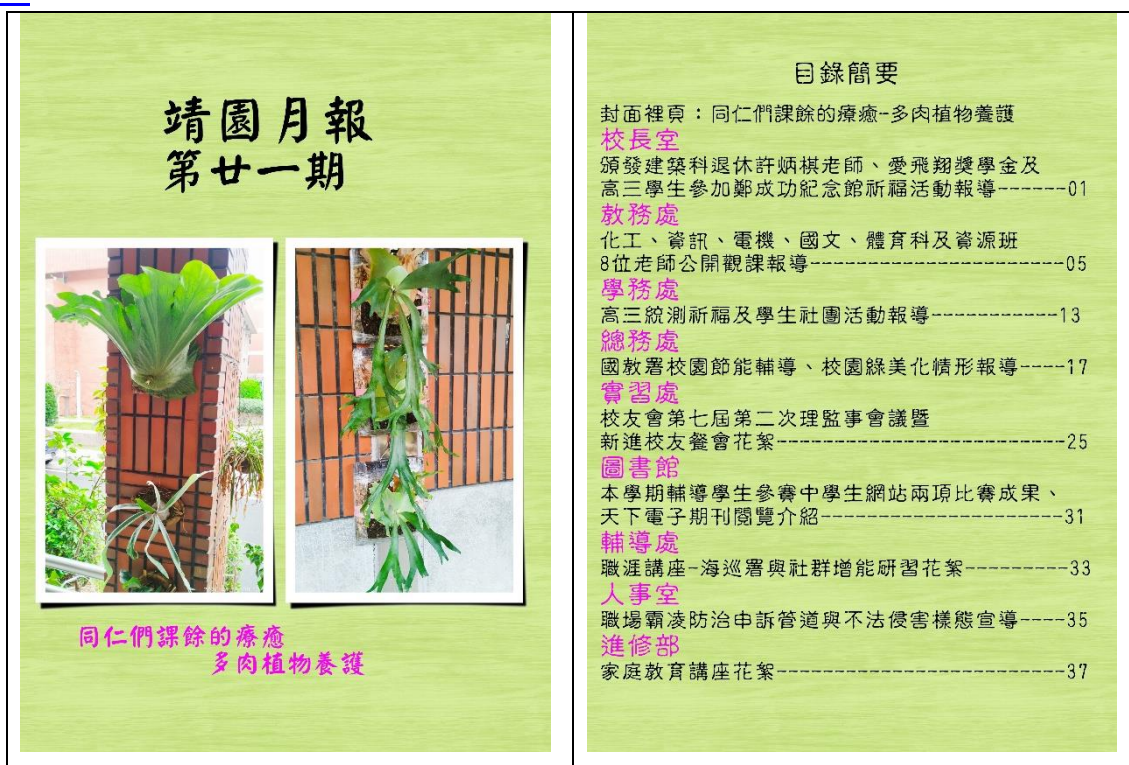 靖園月報
第廿一期
同仁們課餘的療癒
多肉植物養護
目錄簡要
封面裡頁：同仁們課餘的療癒-多肉植物養護
校長室
頒發建築科退休許炳棋老師、愛飛翔獎學金及
高三學生參加鄭成功紀念館祈福活動報導------01
教務處
化工、資訊、電機、國文、體育科及資源班
8位老師公開觀課報導----------------------05
學務處
高三統測祈福及學生社團活動報導-----------13
總務處
國教署校園節能輔導、校園綠美化情形報導----17
實習處
校友會第七屆第二次理監事會議暨
新進校友餐會花絮-------------------------25
圖書館
本學期輔導學生參賽中學生網站兩項比賽成果、
天下電子期刊閱覽介紹---------------------31
輔導處
職涯講座-海巡署與社群增能研習花絮---------33
人事室
職場霸凌防治申訴管道與不法侵害樣態宣導----35
進修部
家庭教育講座花絮-------------------------37